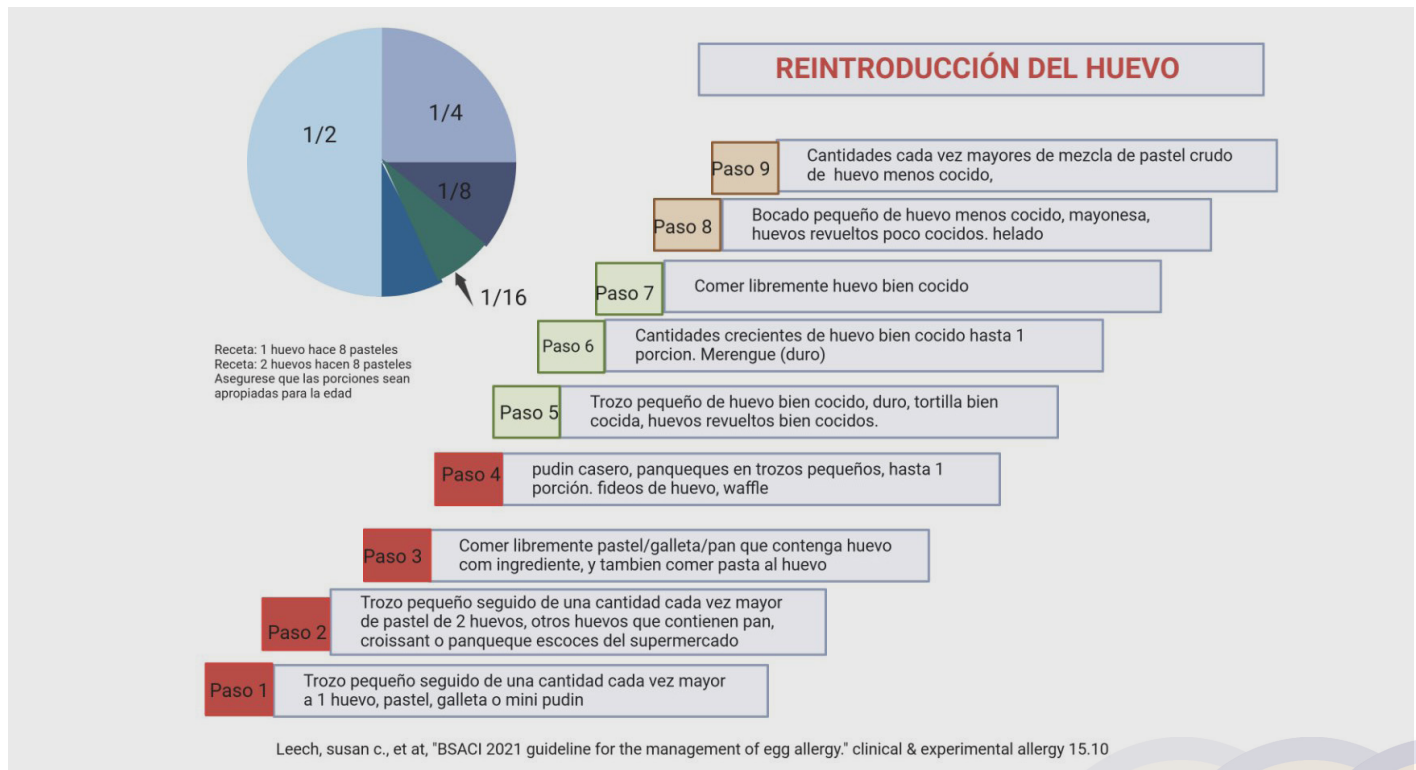 REINTRODUCCIÓN DEL HUEVO
1/2
1/4
1/8
1/16
Receta: 1 huevo hace 8 pasteles
Receta: 2 huevos hacen 8 pasteles
Asegurese que las porciones sean
apropiadas para la edad
Paso 9
Cantidades cada vez mayores de mezcla de pastel crudo
de huevo menos cocido,
Paso 8
Bocado pequeño de huevo menos cocido, mayonesa,
huevos revueltos poco cocidos. helado
Paso 7
Comer libremente huevo bien cocido
Paso 6
Cantidades crecientes de huevo bien cocido hasta 1
porcion. Merengue (duro)
Paso 5
Trozo pequeño de huevo bien cocido, duro, tortilla bien
cocida, huevos revueltos bien cocidos.
Paso 4
pudin casero, panqueques en trozos pequeños, hasta 1
porción. fideos de huevo, waffle
Paso 3
Comer libremente pastel/galleta/pan que contenga huevo
com ingrediente, y tambien comer pasta al huevo
Paso 2
Trozo pequeño seguido de una cantidad cada vez mayor
de pastel de 2 huevos, otros huevos que contienen pan,
croissant o panqueque escoces del supermercado
Paso 1
Trozo pequeño seguido de una cantidad cada vez mayor
a 1 huevo, pastel, galleta o mini pudin
Leech, susan c., et at, "BSACI 2021 guideline for the management of egg allergy." clinical & experimental allergy 15.10